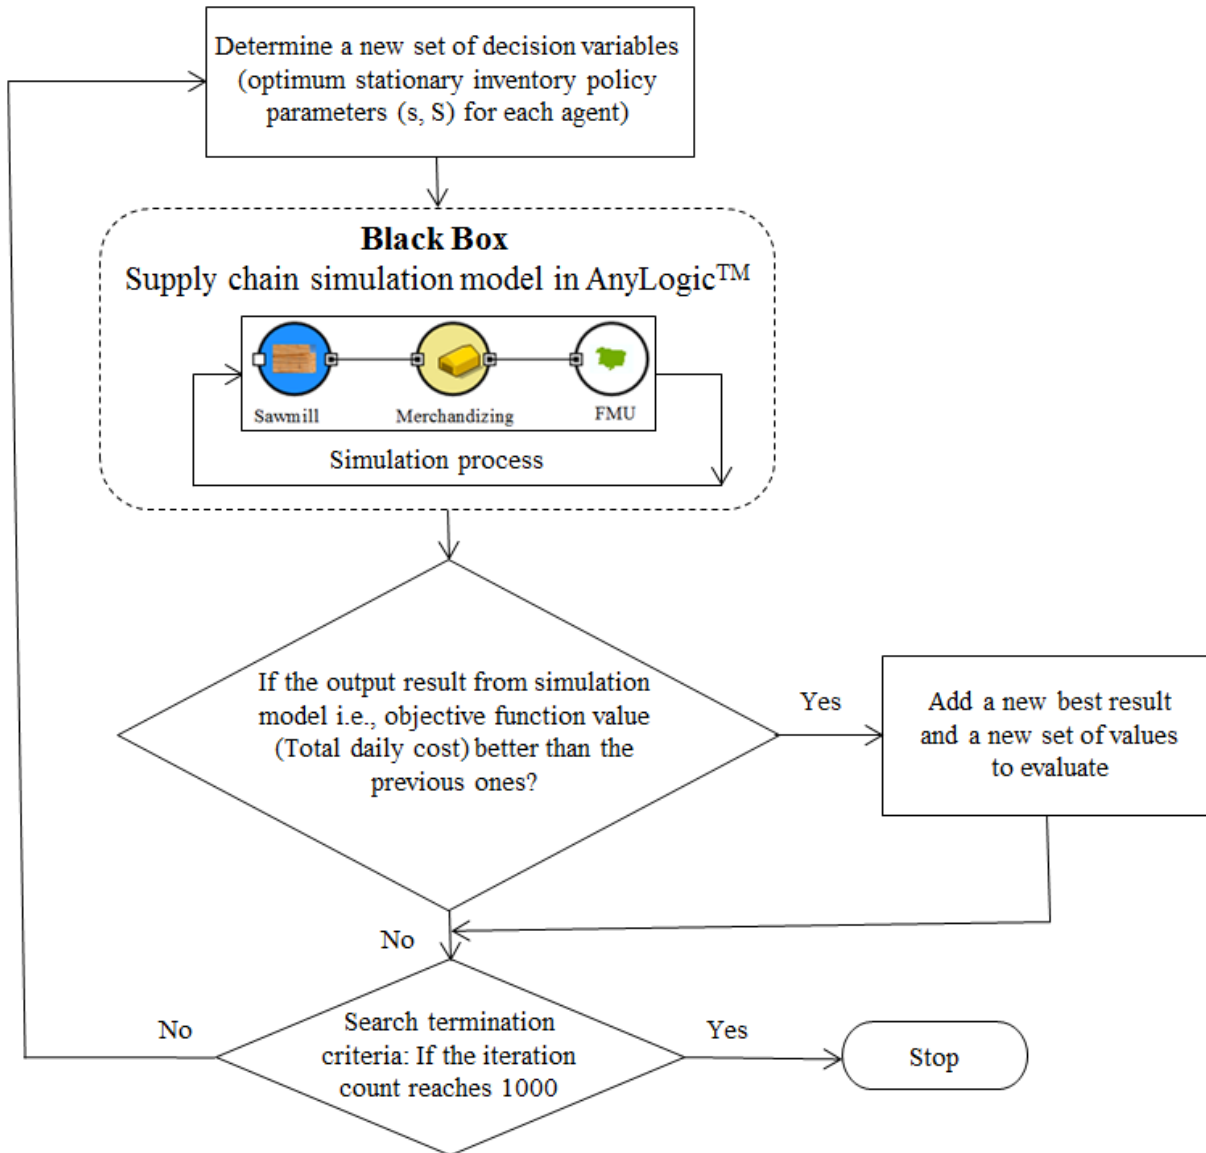 Determine a new set of decision variables
(optimum stationary inventory policy
parameters (s, S) for each agent)
Black Box
Supply chain simulation model in AnyLogic™
Sawmill
Merchandizing
FMU
Simulation process
If the output result from simulation
model i.e., objective function value
(Total daily cost) better than the
previous ones?
Yes
Add a new best result
and a new set of values
to evaluate
No
No
Search termination
criteria: If the iteration
count reaches 1000
Yes
Stop